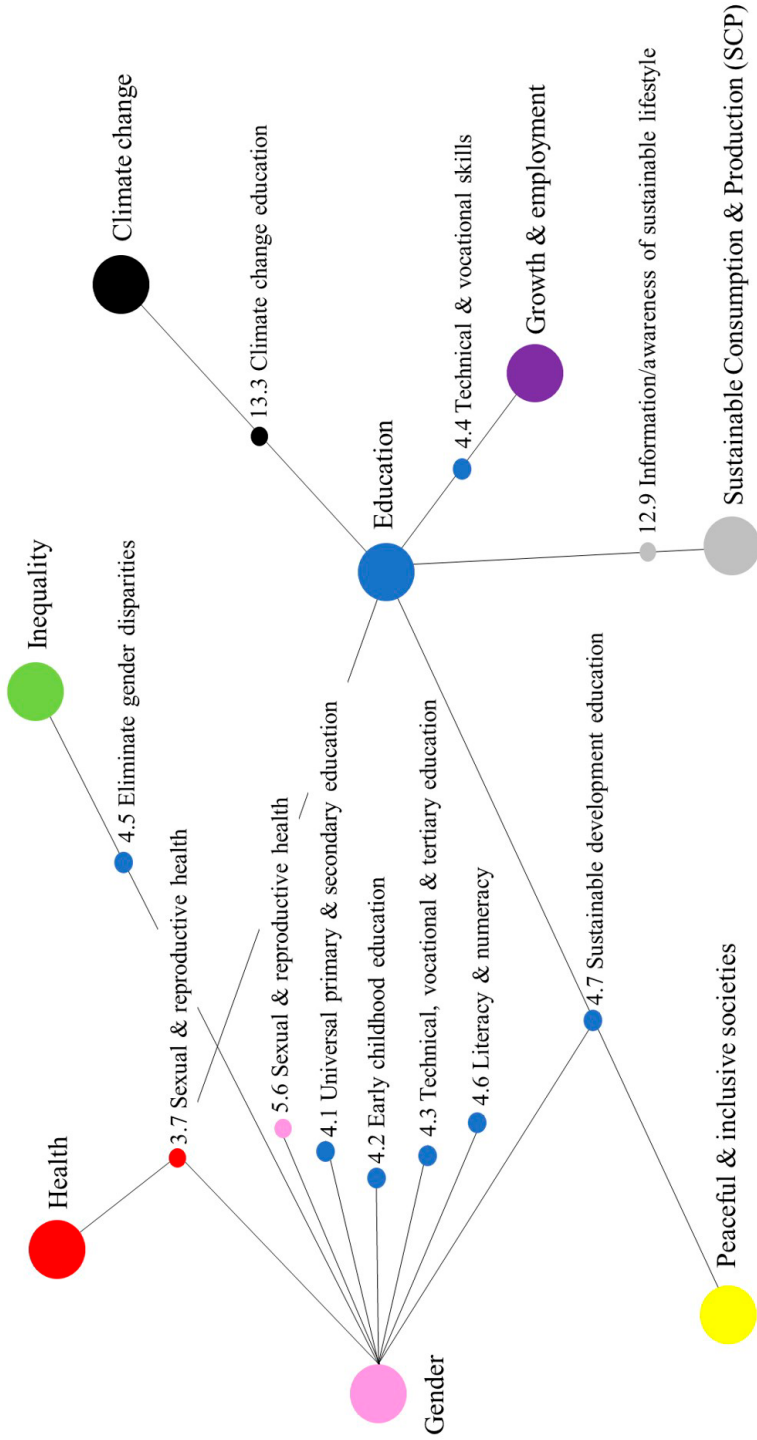 Health
Inequality
Climate change
3.7 Sexual & reproductive health
4.5 Eliminate gender disparities
13.3 Climate change education
5.6 Sexual & reproductive health
4.1 Universal primary & secondary education
4.2 Early childhood education
4.3 Technical, vocational & tertiary education
4.6 Literacy & numeracy
Gender
Education
4.4 Technical & vocational skills
Growth & employment
4.7 Sustainable development education
12.9 Information/awareness of sustainable lifestyle
Peaceful & inclusive societies
Sustainable Consumption & Production (SCP)